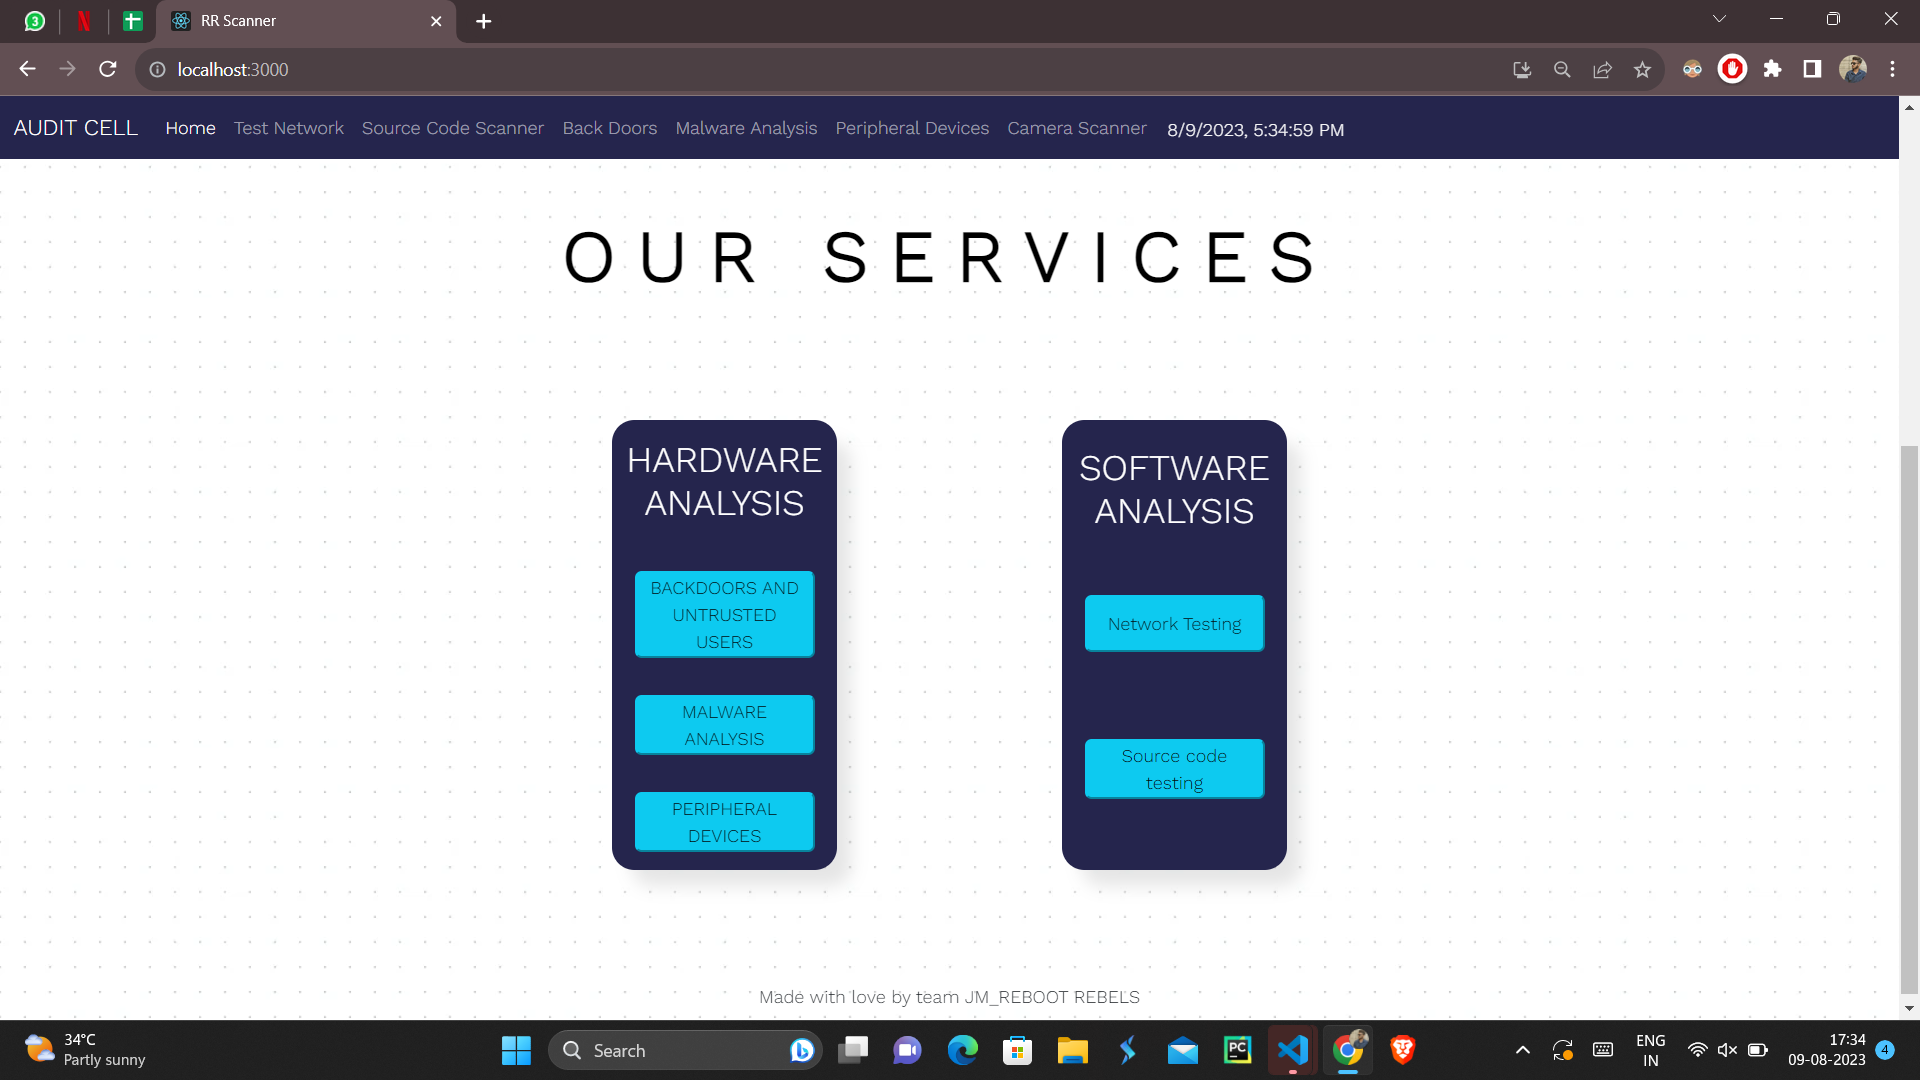 3
RR Scanner
localhost:3000
AUDIT CELL Home Test Network Source Code Scanner Back Doors Malware Analysis Peripheral Devices Camera Scanner 8/9/2023, 5:34:59 PM
OUR SERVICES
HARDWARE
ANALYSIS
BACKDOORS AND
UNTRUSTED
USERS
MALWARE
ANALYSIS
PERIPHERAL
DEVICES
SOFTWARE
ANALYSIS
Network Testing
Source code
testing
Made with love by team JM_REBOOT REBELS
34°C
Partly sunny
Search
PC
ENG
IN
17:34
09-08-2023
4